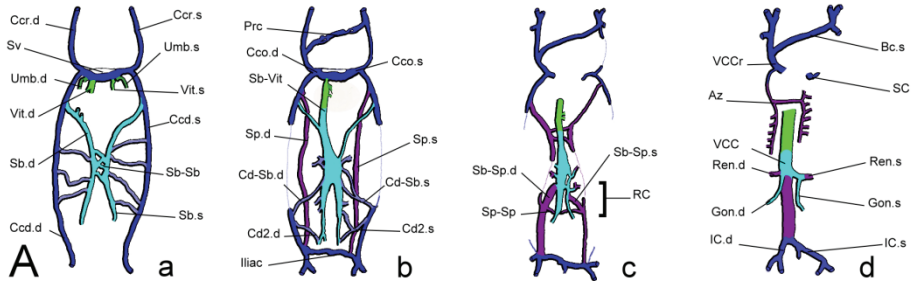 Ccr.d
Ccr.s
Sv
Umb.s
Umb.d
Vit.s
Vit.d
Ccd.s
Sb.d
Sb-Sb
Sb.s
Ccd.d
A
a
Prc
Cco.d
Cco.s
Sb-Vit
Sp.d
Sp.s
Cd-Sb.d
Cd-Sb.s
Cd2.d
Cd2.s
Iliac
b
Sb-Sp.s
Sb-Sp.d
RC
Sp-Sp
c
VCCr
Bc.s
SC
Az
VCC
Ren.d
Ren.s
Gon.d
Gon.s
IC.d
IC.s
d